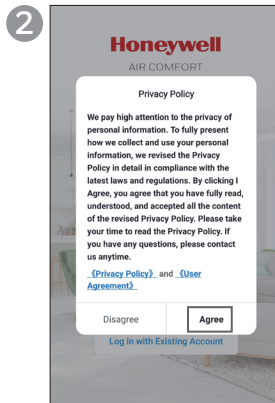 2
Honeywell
AIR COMFORT
Privacy Policy
We pay high attention to the privacy of
personal information. To fully present
how we collect and use your personal
information, we revised the Privacy
Policy in detail in compliance with the
latest laws and regulations. By clicking I
Agree, you agree that you have fully read,
understood, and accepted all the content
of the revised Privacy Policy. Please take
your time to read the Privacy Policy. If
you have any questions, please contact
us anytime.
《Privacy Policy》 and 《User
Agreement》
Disagree Agree
Log in with Existing Account